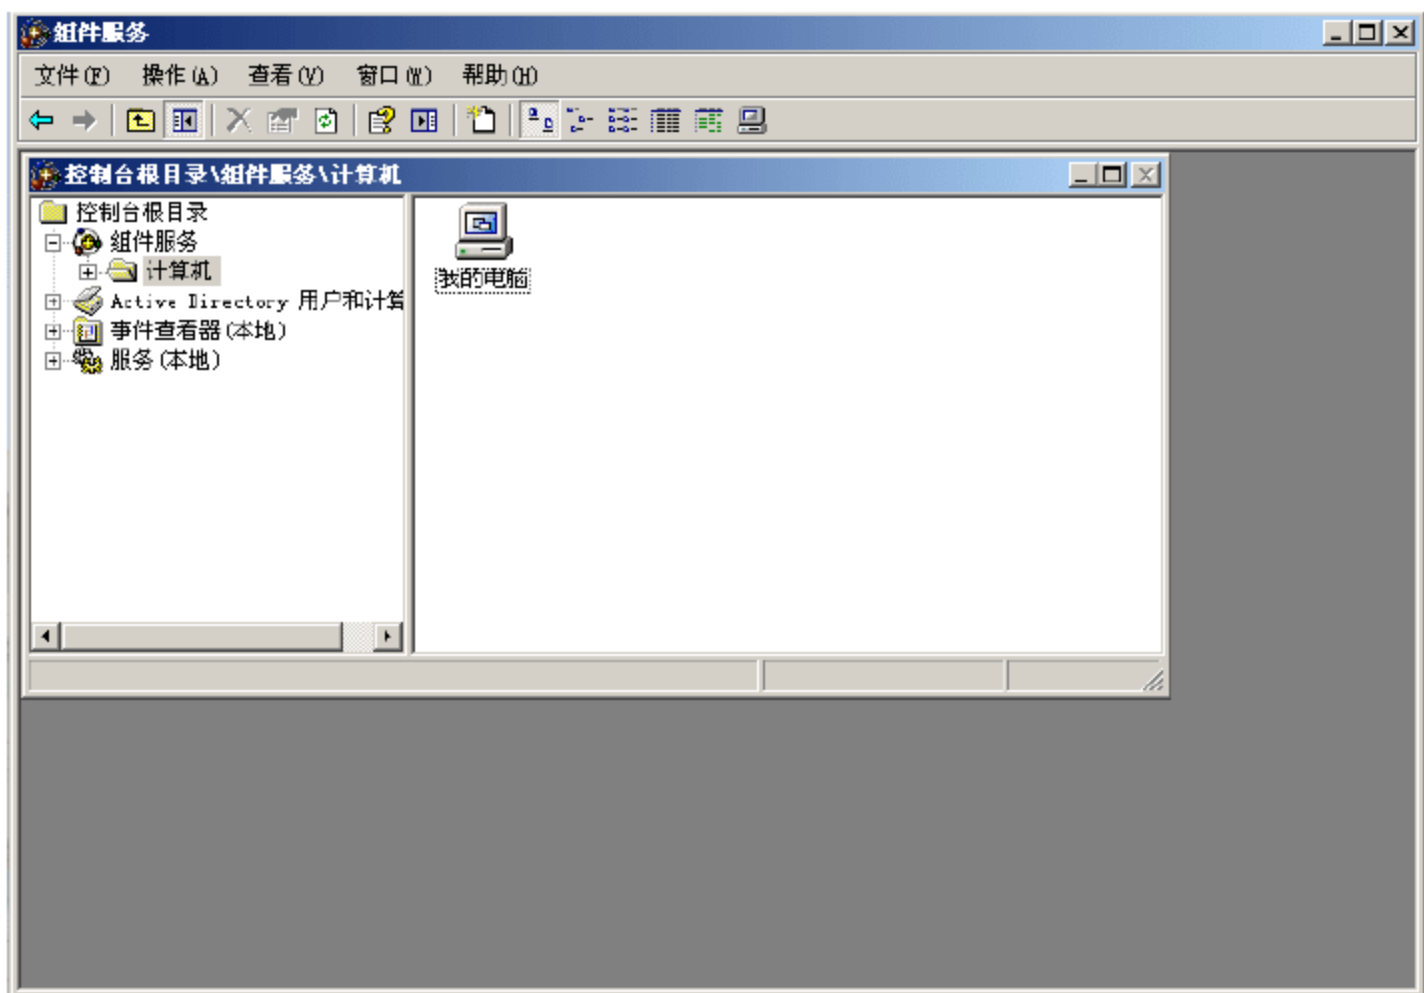 组件服务
文件(F) 操作(A) 查看(V) 窗口(W) 帮助(H)
控制台根目录\组件服务\计算机
控制台根目录
组件服务
计算机
Active Directory 用户和计算
事件查看器(本地)
服务(本地)
我的电脑